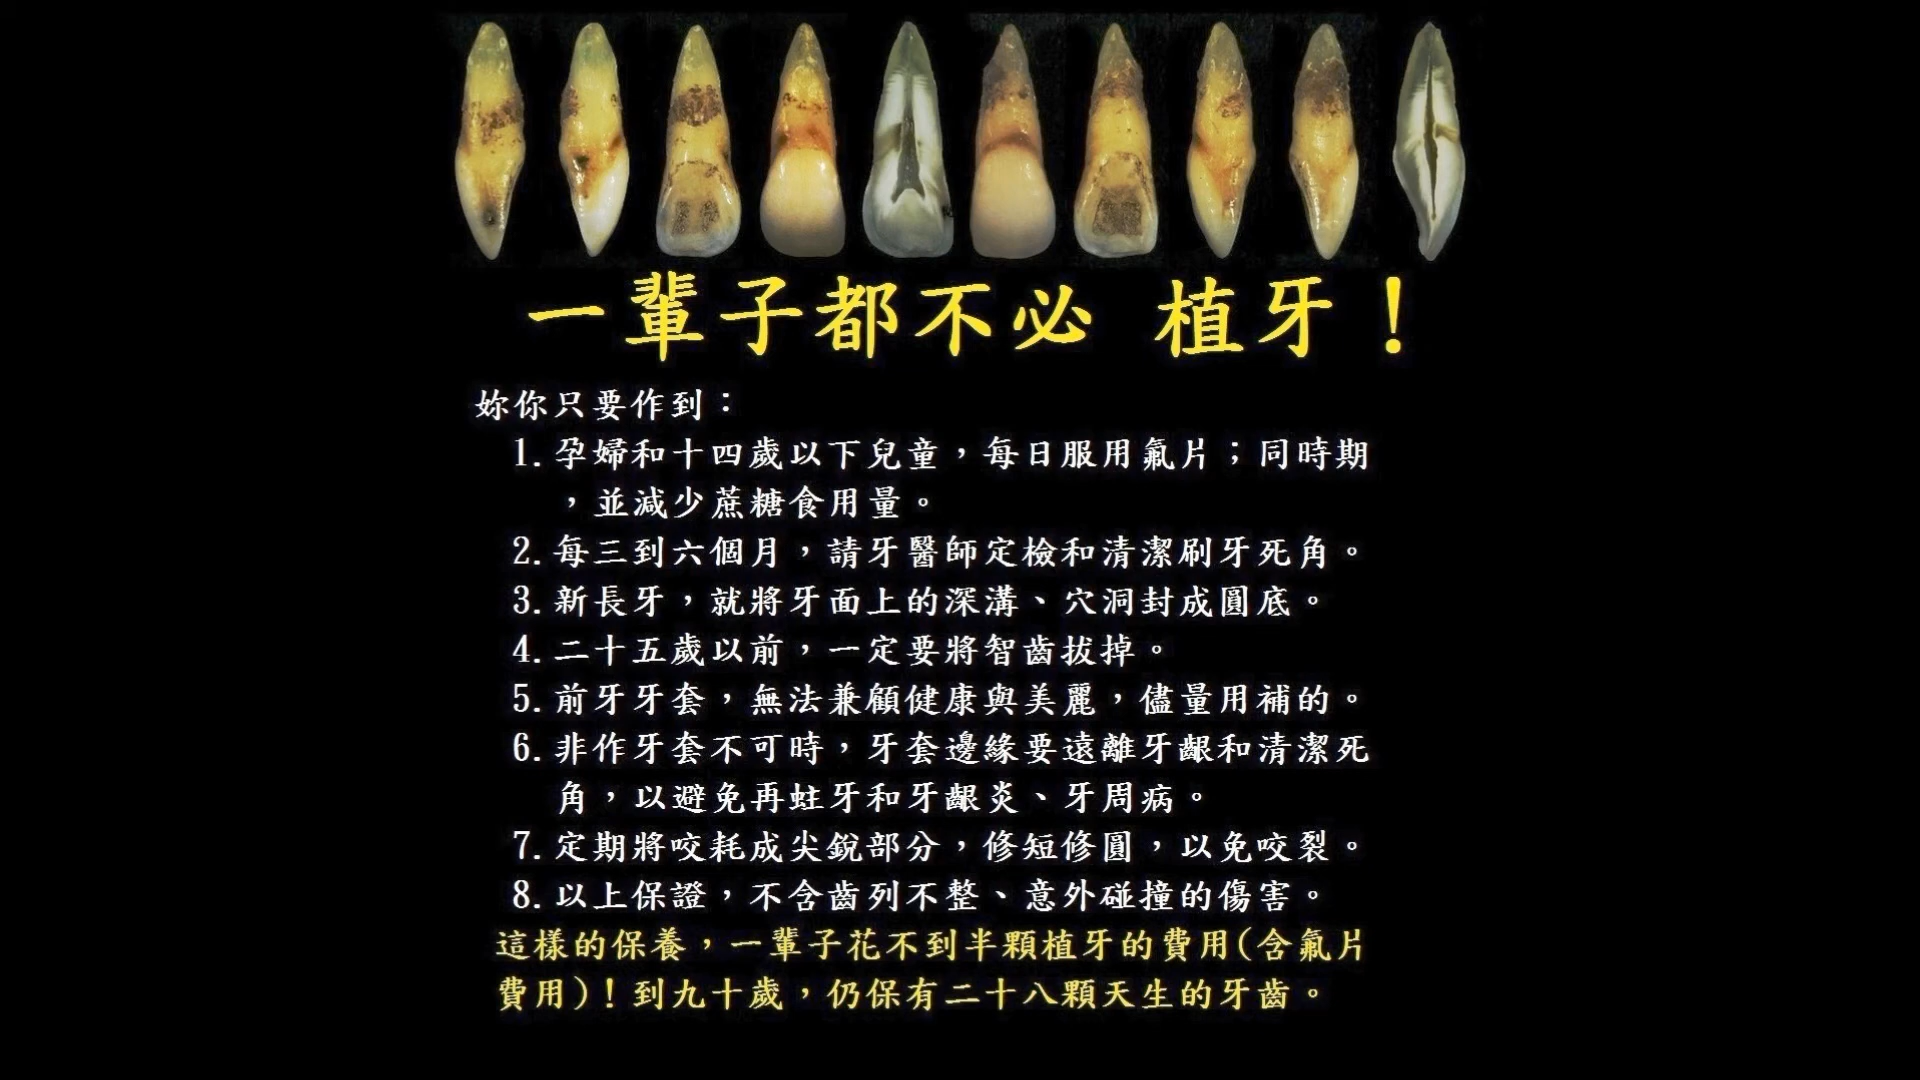 一輩子都不必 植牙！
妳你只要作到：
1. 孕婦和十四歲以下兒童，每日服用氟片；同時期
，並減少蔗糖食用量。
2. 每三到六個月，請牙醫師定檢和清潔刷牙死角。
3. 新長牙，就將牙面上的深溝、穴洞封成圓底。
4. 二十五歲以前，一定要將智齒拔掉。
5. 前牙牙套，無法兼顧健康與美麗，儘量用補的。
6. 非作牙套不可時，牙套邊緣要遠離牙齦和清潔死
角，以避免再蛀牙和牙齦炎、牙周病。
7. 定期將咬耗成尖銳部分，修短修圓，以免咬裂。
8. 以上保證，不含齒列不整、意外碰撞的傷害。
這樣的保養，一輩子花不到半顆植牙的費用(含氟片
費用)！到九十歲，仍保有二十八顆天生的牙齒。